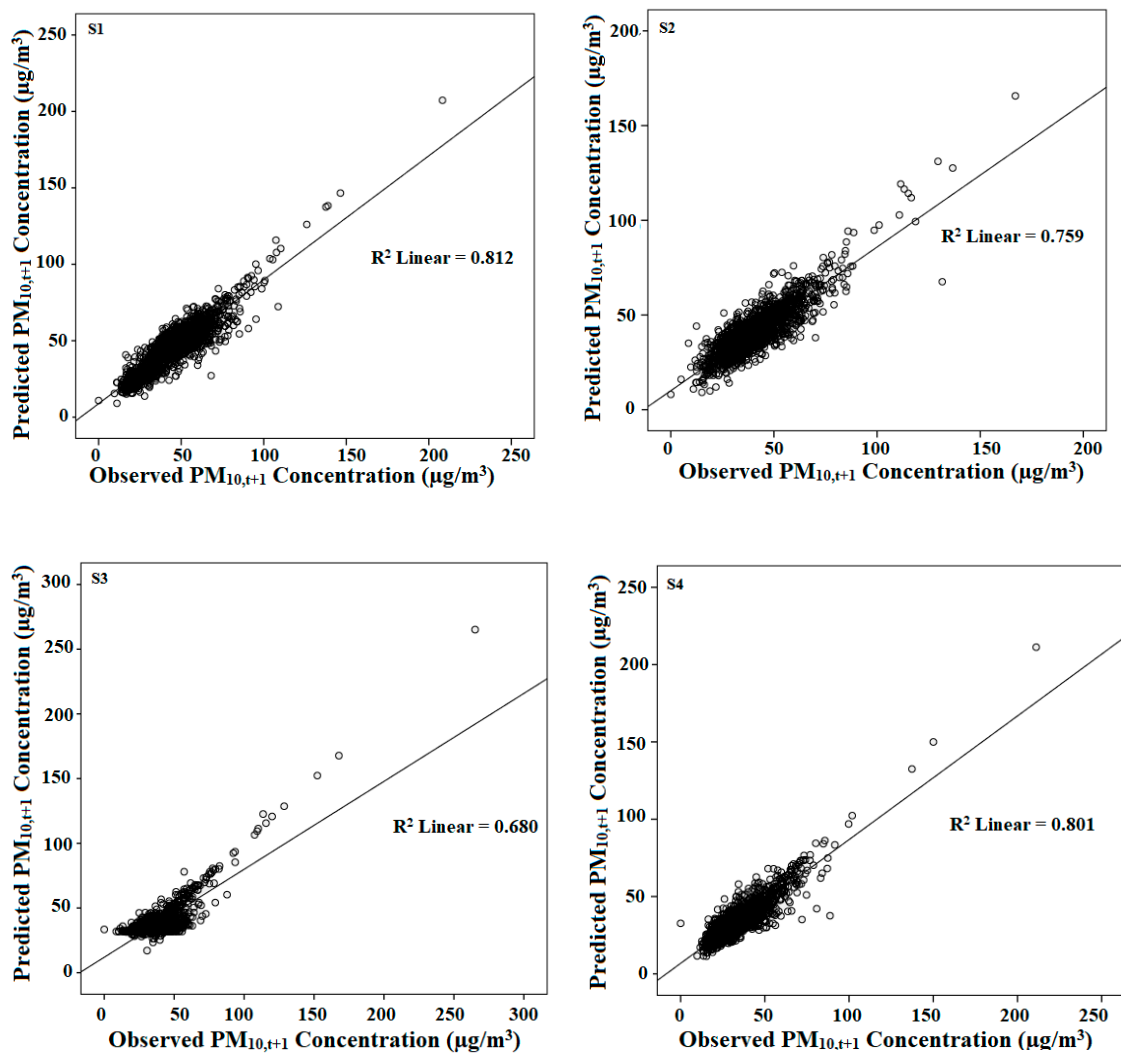 S1
Predicted PM10,t+1 Concentration (μg/m³)
250
200
150
100
50
0
R² Linear = 0.812
0 50 100 150 200 250
Observed PM10,t+1 Concentration (μg/m³)
S2
Predicted PM10,t+1 Concentration (μg/m³)
200
150
100
50
0
R² Linear = 0.759
0 50 100 150 200
Observed PM10,t+1 Concentration (μg/m³)
S3
Predicted PM10,t+1 Concentration (μg/m³)
300
250
200
150
100
50
0
R² Linear = 0.680
0 50 100 150 200 250 300
Observed PM10,t+1 Concentration (μg/m³)
S4
Predicted PM10,t+1 Concentration (μg/m³)
250
200
150
100
50
0
R² Linear = 0.801
0 50 100 150 200 250
Observed PM10,t+1 Concentration (μg/m³)